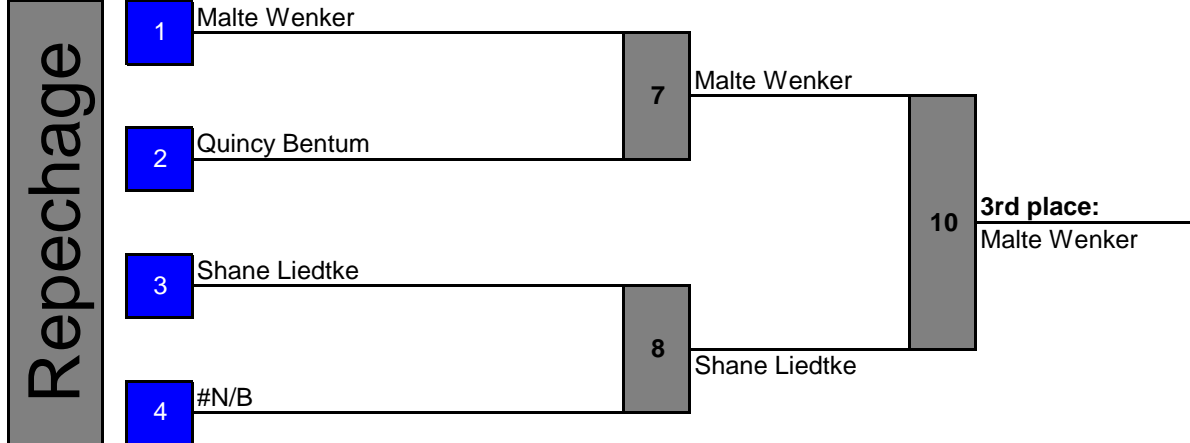 Repechage
1
Malte Wenker
7
Malte Wenker
2
Quincy Bentum
10
3rd place:
Malte Wenker
3
Shane Liedtke
8
Shane Liedtke
4
#N/B